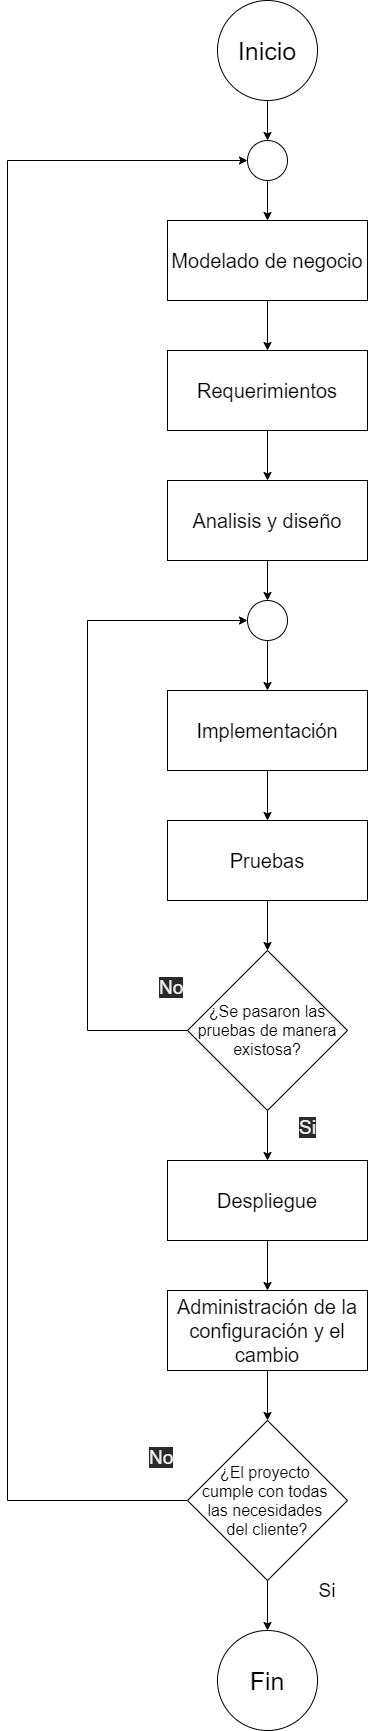 Inicio
Modelado de negocio
Requerimientos
Analisis y diseño
Implementación
Pruebas
No
¿Se pasaron las
pruebas de manera
existosa?
Si
Despliegue
Administración de la
configuración y el
cambio
No
¿El proyecto
cumple con todas
las necesidades
del cliente?
Si
Fin